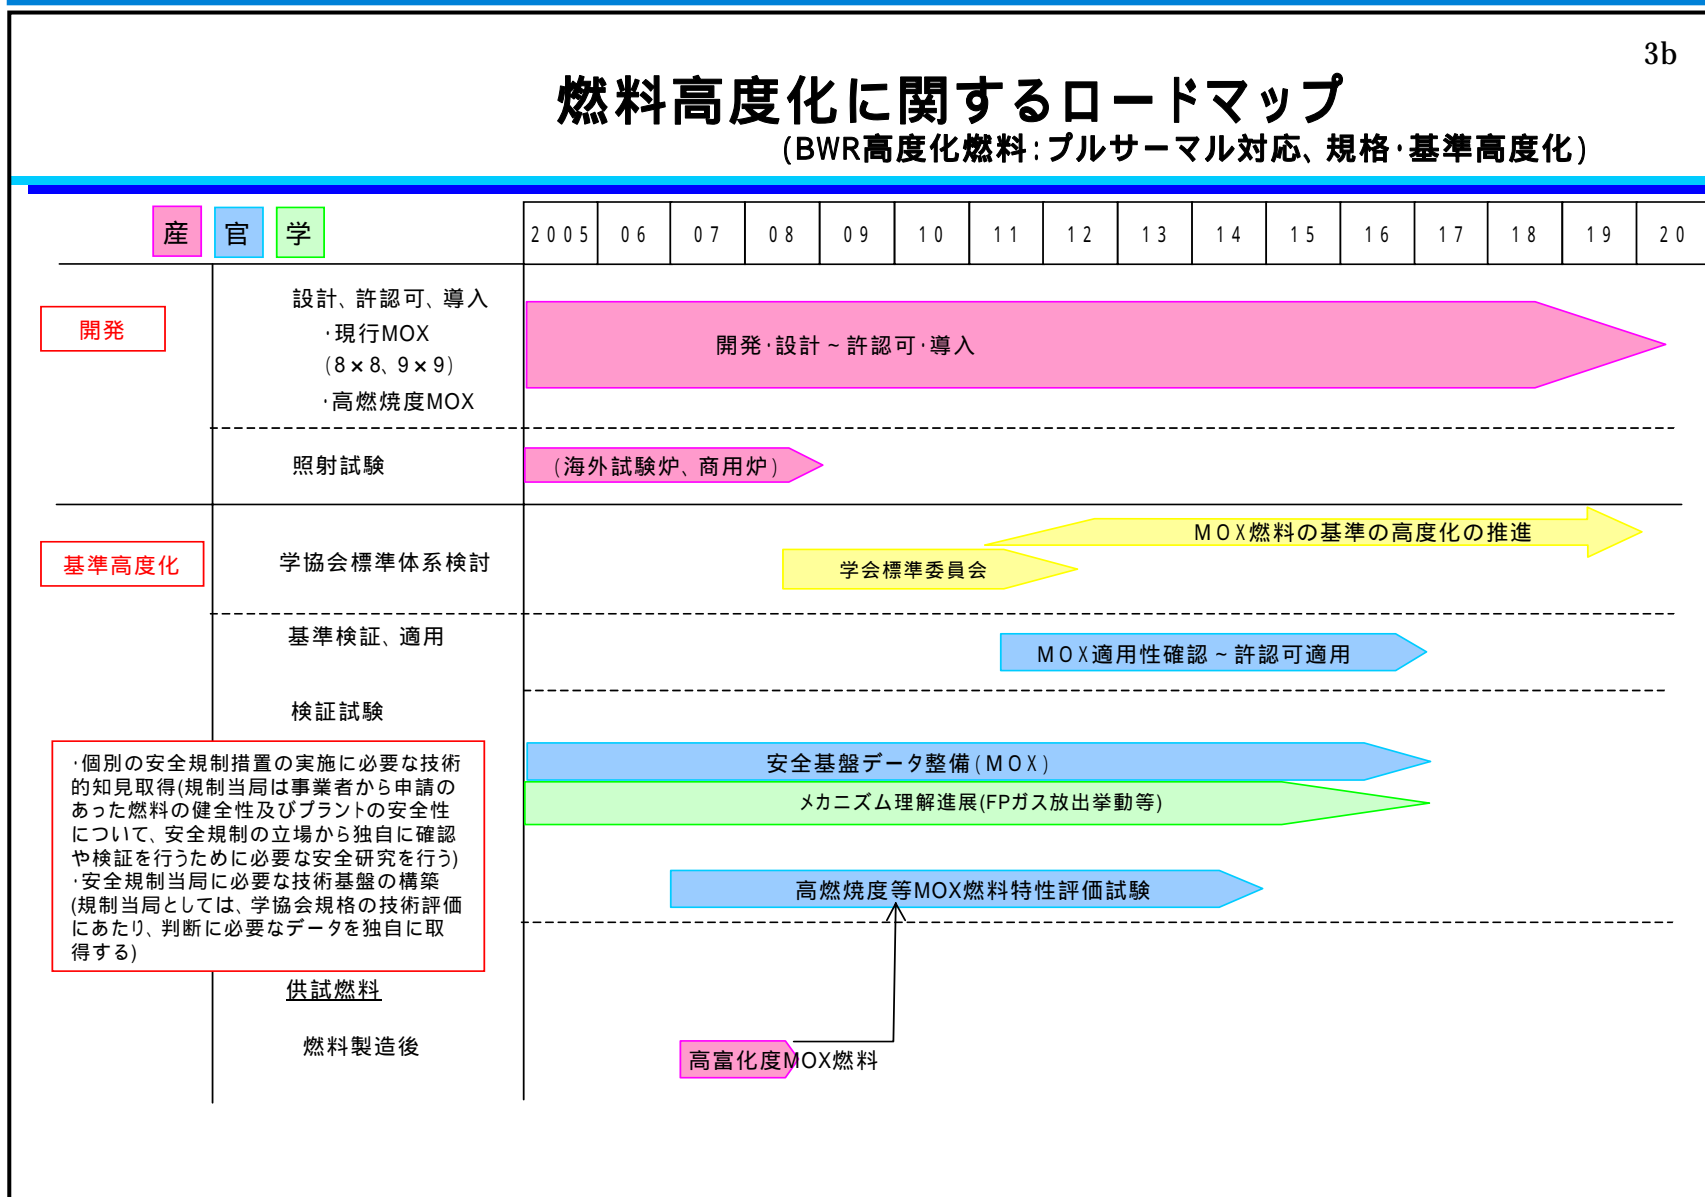 3b
燃料高度化に関するロードマップ
(BWR高度化燃料:プルサーマル対応、規格・基準高度化)
産 官 学
2005 06 07 08 09 10 11 12 13 14 15 16 17 18 19 20
開発
設計、許認可、導入
・現行MOX
(8×8、9×9)
・高燃焼度MOX
開発・設計~許認可・導入
照射試験
(海外試験炉、商用炉)
基準高度化
学協会標準体系検討
MOX燃料の基準の高度化の推進
学会標準委員会
基準検証、適用
MOX適用性確認~許認可適用
検証試験
・個別の安全規制措置の実施に必要な技術
的知見取得(規制当局は事業者から申請の
あった燃料の健全性及びプラントの安全性
について、安全規制の立場から独自に確認
や検証を行うために必要な安全研究を行う)
・安全規制当局に必要な技術基盤の構築
(規制当局としては、学協会規格の技術評価
にあたり、判断に必要なデータを独自に取
得する)
安全基盤データ整備(MOX)
メカニズム理解進展(FPガス放出挙動等)
高燃焼度等MOX燃料特性評価試験
供試燃料
燃料製造後
高富化度MOX燃料